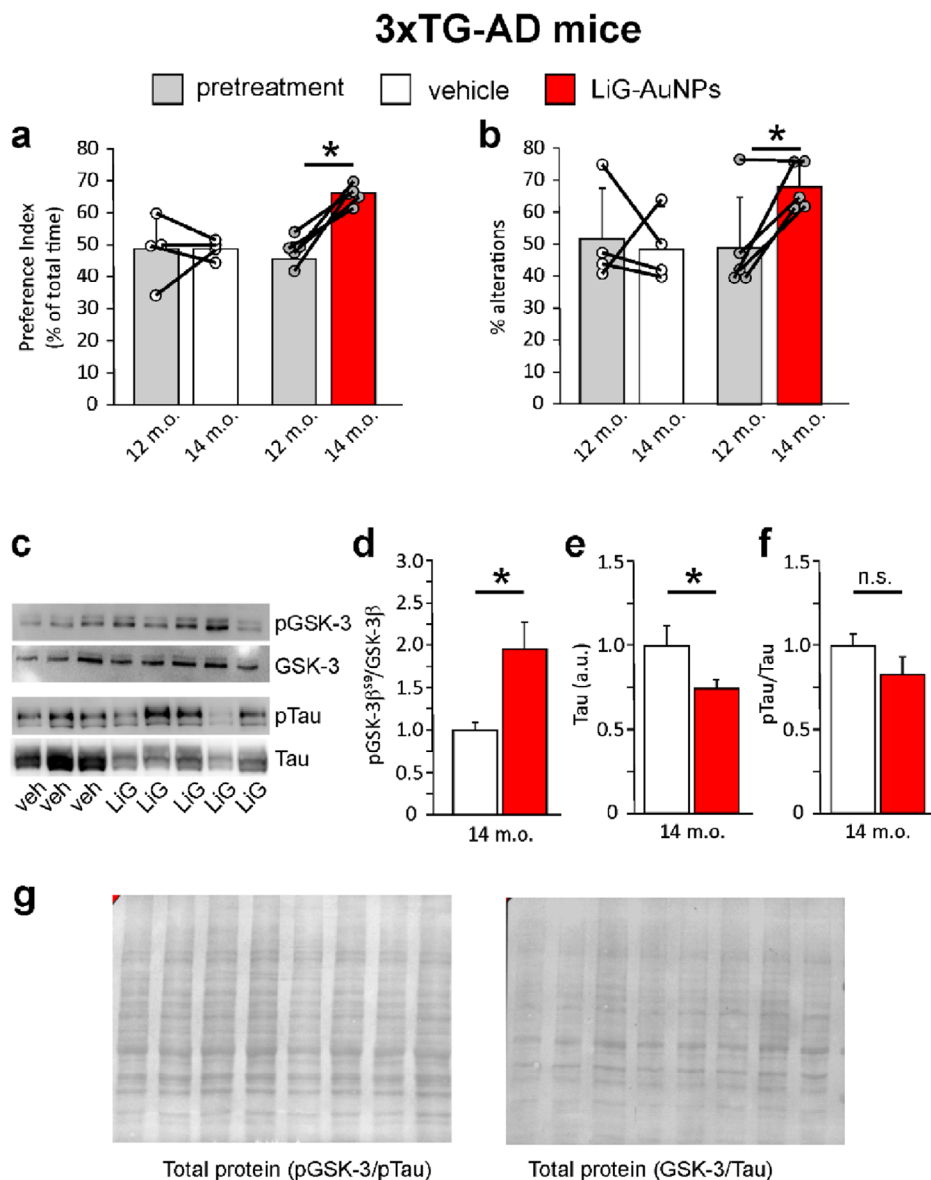 3xTG-AD mice
pretreatment vehicle LiG-AuNPs
a
Preference Index
(% of total time)
80
70
60
50
40
30
20
10
0
*
12 m.o. 14 m.o. 12 m.o. 14 m.o.
b
% alterations
80
70
60
50
40
30
20
10
0
*
12 m.o. 14 m.o. 12 m.o. 14 m.o.
c
pGSK-3
GSK-3
pTau
Tau
veh veh veh LiG LiG LiG LiG LiG
d
pGSK-3βˢ⁹/GSK-3β
3.0
2.5
2.0
1.5
1.0
0.5
0
*
14 m.o.
e
Tau (a.u.)
1.5
1.0
0.5
0
*
14 m.o.
f
pTau/Tau
1.5
1.0
0.5
0
n.s.
14 m.o.
g
Total protein (pGSK-3/pTau) Total protein (GSK-3/Tau)